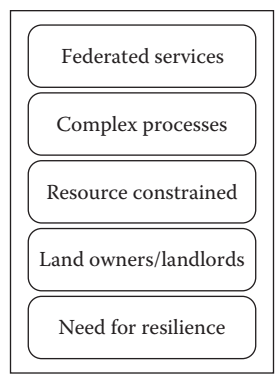 Federated services
Complex processes
Resource constrained
Land owners/landlords
Need for resilience